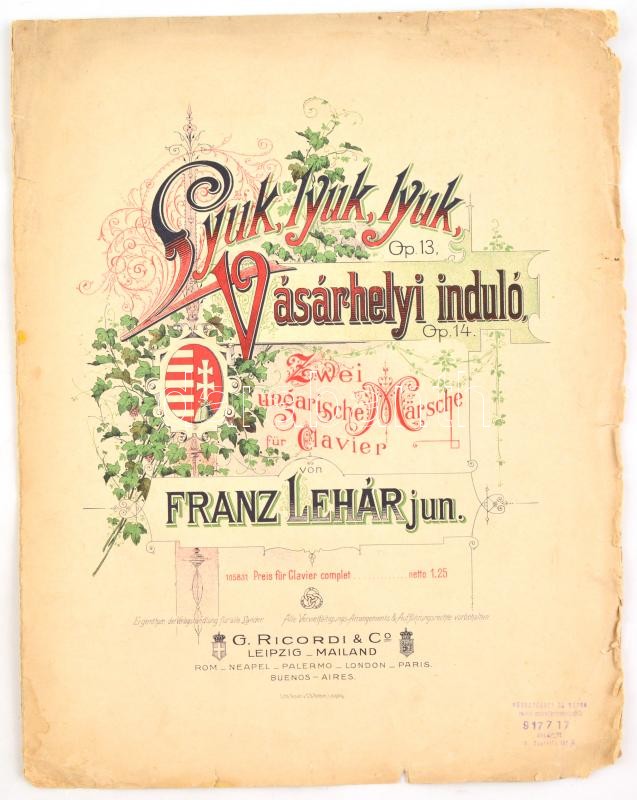 Lyuk, lyuk, lyuk,
Op. 13,
Vásárhelyi induló,
Op. 14.
Zwei
ungarische Märsche
für Clavier
von
FRANZ LEHÁR jun.
105831 Preis für Clavier complet ............ netto 1.25
Eigenthum der Verlagshandlung für alle Länder. Alle Vervielfältigungs-Arrangements & Aufführungsrechte vorbehalten
G. RICORDI & Co
LEIPZIG _ MAILAND
ROM _ NEAPEL _ PALERMO _ LONDON _ PARIS.
BUENOS - AIRES.
917717